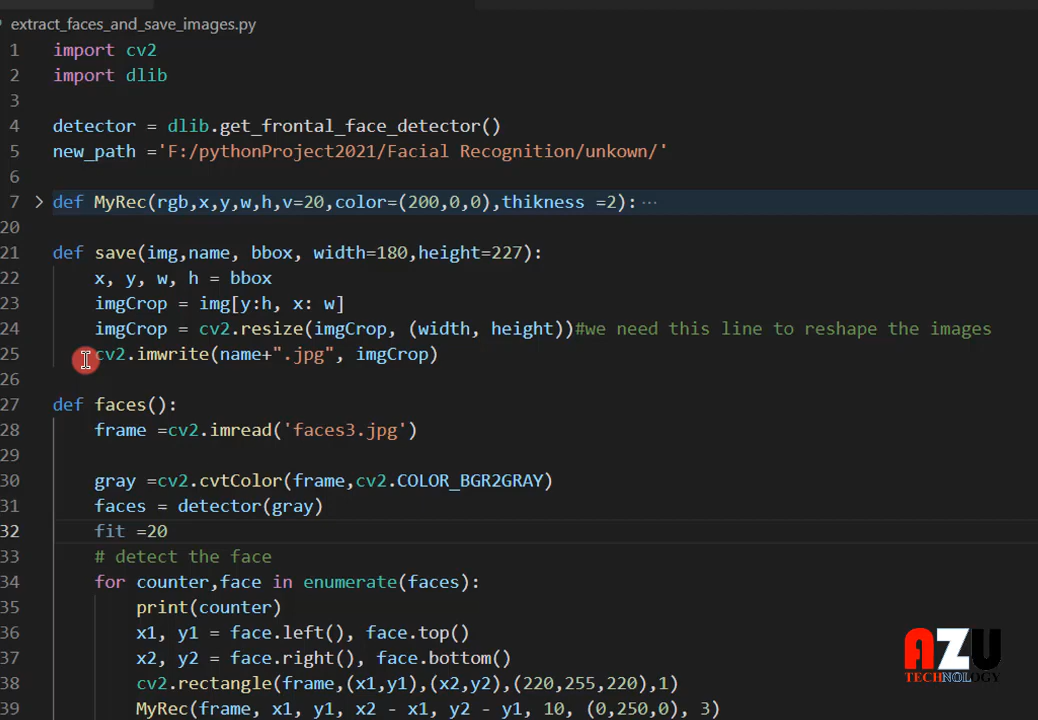 extract_faces_and_save_images.py
1 import cv2
2 import dlib
3
4 detector = dlib.get_frontal_face_detector()
5 new_path ='F:/pythonProject2021/Facial Recognition/unkown/'
6
7 def MyRec(rgb,x,y,w,h,v=20,color=(200,0,0),thikness =2):···
20
21 def save(img,name, bbox, width=180,height=227):
22 x, y, w, h = bbox
23 imgCrop = img[y:h, x: w]
24 imgCrop = cv2.resize(imgCrop, (width, height))#we need this line to reshape the images
25 cv2.imwrite(name+".jpg", imgCrop)
26
27 def faces():
28 frame =cv2.imread('faces3.jpg')
29
30 gray =cv2.cvtColor(frame,cv2.COLOR_BGR2GRAY)
31 faces = detector(gray)
32 fit =20
33 # detect the face
34 for counter,face in enumerate(faces):
35 print(counter)
36 x1, y1 = face.left(), face.top()
37 x2, y2 = face.right(), face.bottom()
38 cv2.rectangle(frame,(x1,y1),(x2,y2),(220,255,220),1)
39 MyRec(frame, x1, y1, x2 - x1, y2 - y1, 10, (0,250,0), 3)
AZU
TECHNOLOGY